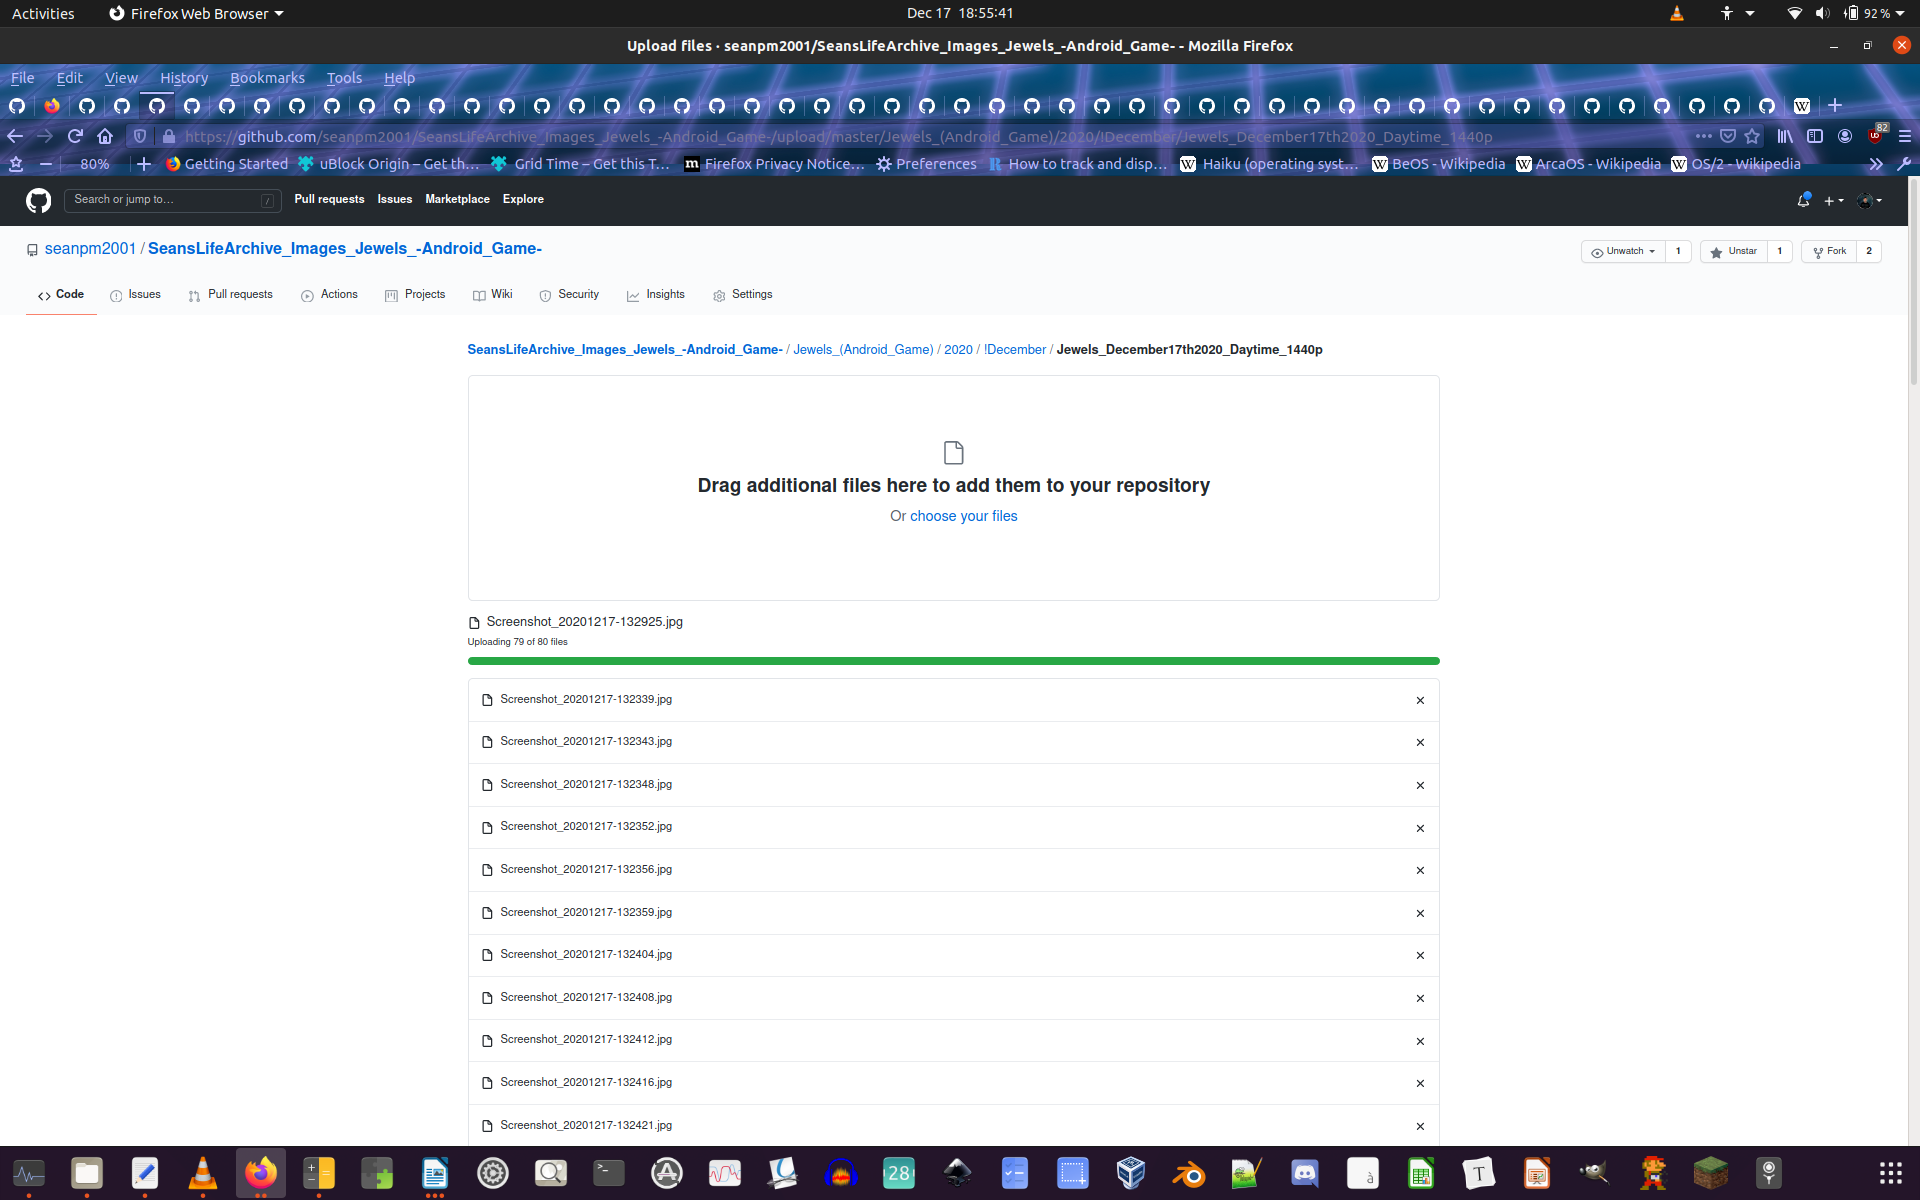 Activities Firefox Web Browser Dec 17 18:55:41 92 %
Upload files · seanpm2001/SeansLifeArchive_Images_Jewels_-Android_Game- - Mozilla Firefox
File Edit View History Bookmarks Tools Help
https://github.com/seanpm2001/SeansLifeArchive_Images_Jewels_-Android_Game-/upload/master/Jewels_(Android_Game)/2020/!December/Jewels_December17th2020_Daytime_1440p 82
80% Getting Started uBlock Origin – Get th… Grid Time – Get this T… Firefox Privacy Notice… Preferences How to track and disp… Haiku (operating syst… BeOS - Wikipedia ArcaOS - Wikipedia OS/2 - Wikipedia
Search or jump to… / Pull requests Issues Marketplace Explore
seanpm2001 / SeansLifeArchive_Images_Jewels_-Android_Game- Unwatch 1 Unstar 1 Fork 2
Code Issues Pull requests Actions Projects Wiki Security Insights Settings
SeansLifeArchive_Images_Jewels_-Android_Game- / Jewels_(Android_Game) / 2020 / !December / Jewels_December17th2020_Daytime_1440p
Drag additional files here to add them to your repository
Or choose your files
Screenshot_20201217-132925.jpg
Uploading 79 of 80 files
Screenshot_20201217-132339.jpg
Screenshot_20201217-132343.jpg
Screenshot_20201217-132348.jpg
Screenshot_20201217-132352.jpg
Screenshot_20201217-132356.jpg
Screenshot_20201217-132359.jpg
Screenshot_20201217-132404.jpg
Screenshot_20201217-132408.jpg
Screenshot_20201217-132412.jpg
Screenshot_20201217-132416.jpg
Screenshot_20201217-132421.jpg
28